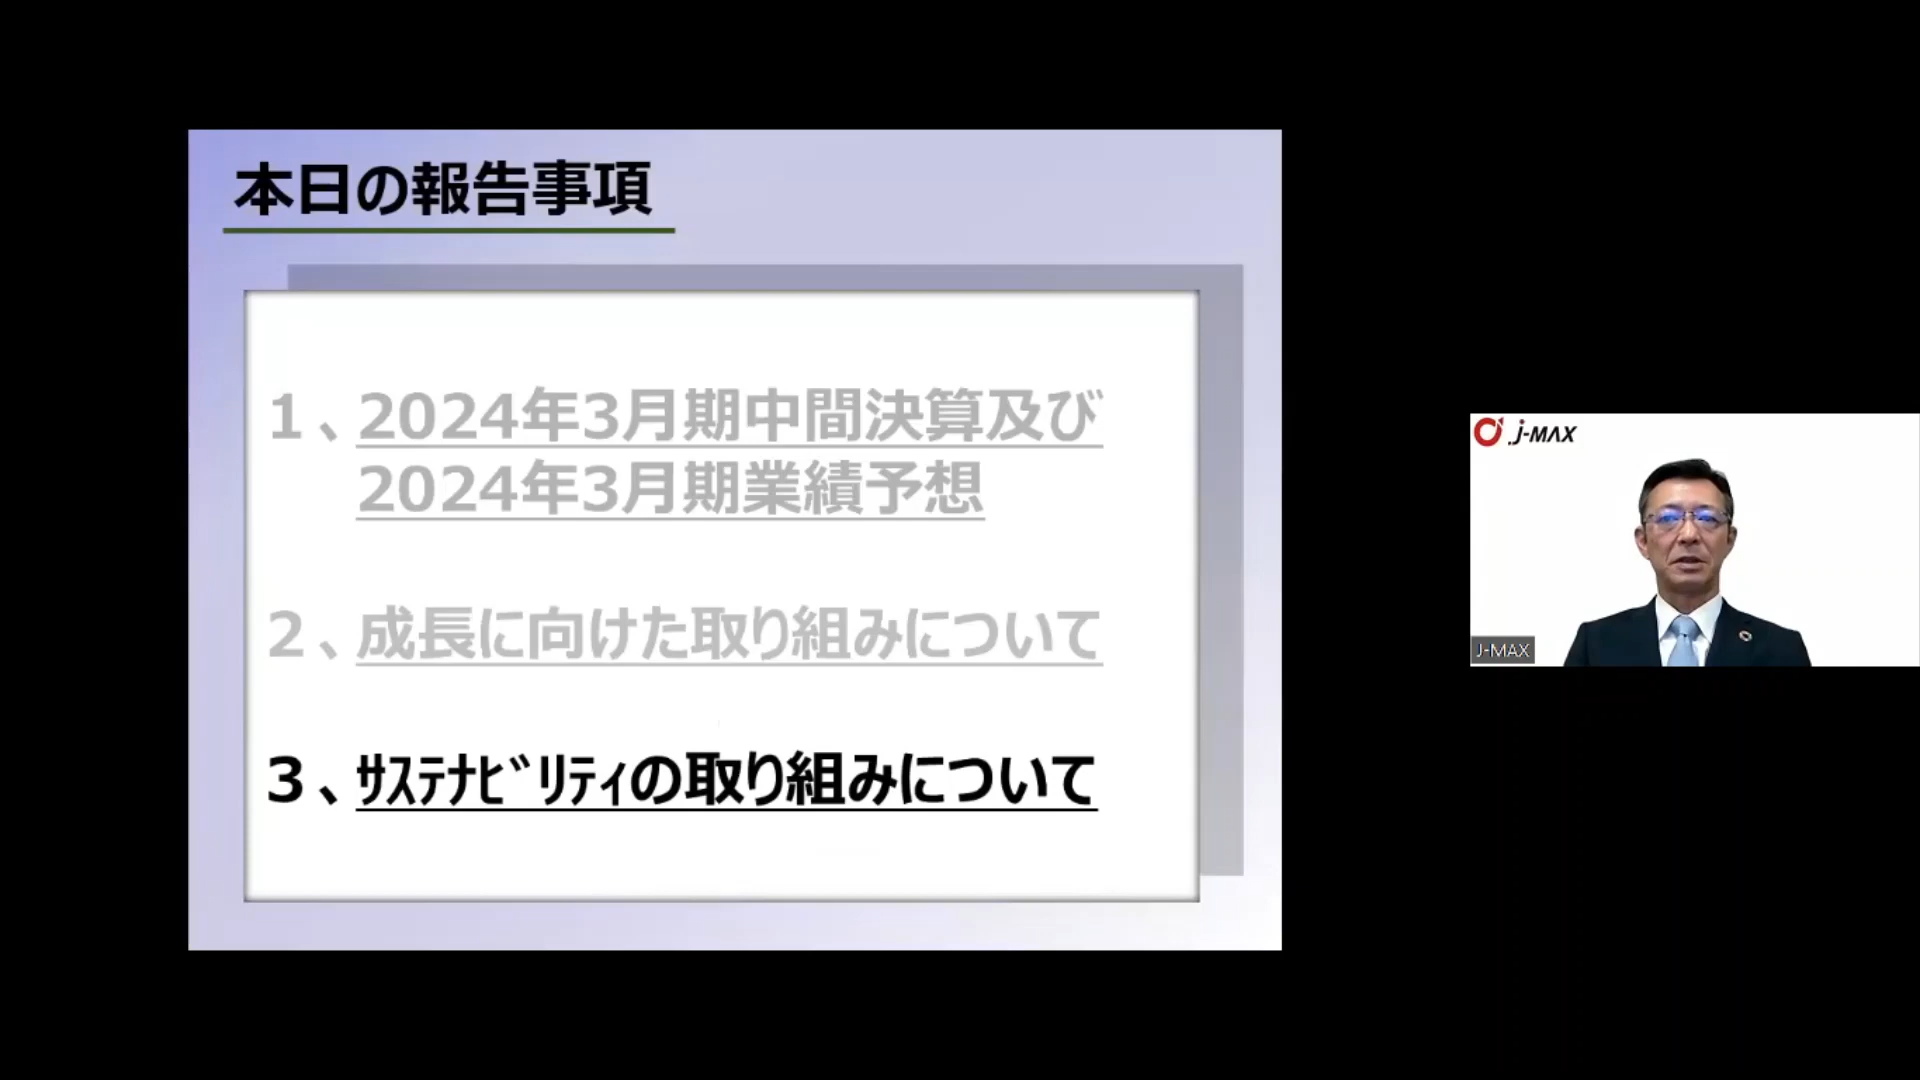 本日の報告事項
１、2024年3月期中間決算及び
2024年3月期業績予想
２、成長に向けた取り組みについて
３、ｻｽﾃﾅﾋﾞﾘﾃｨの取り組みについて
J-MAX
J-MAX